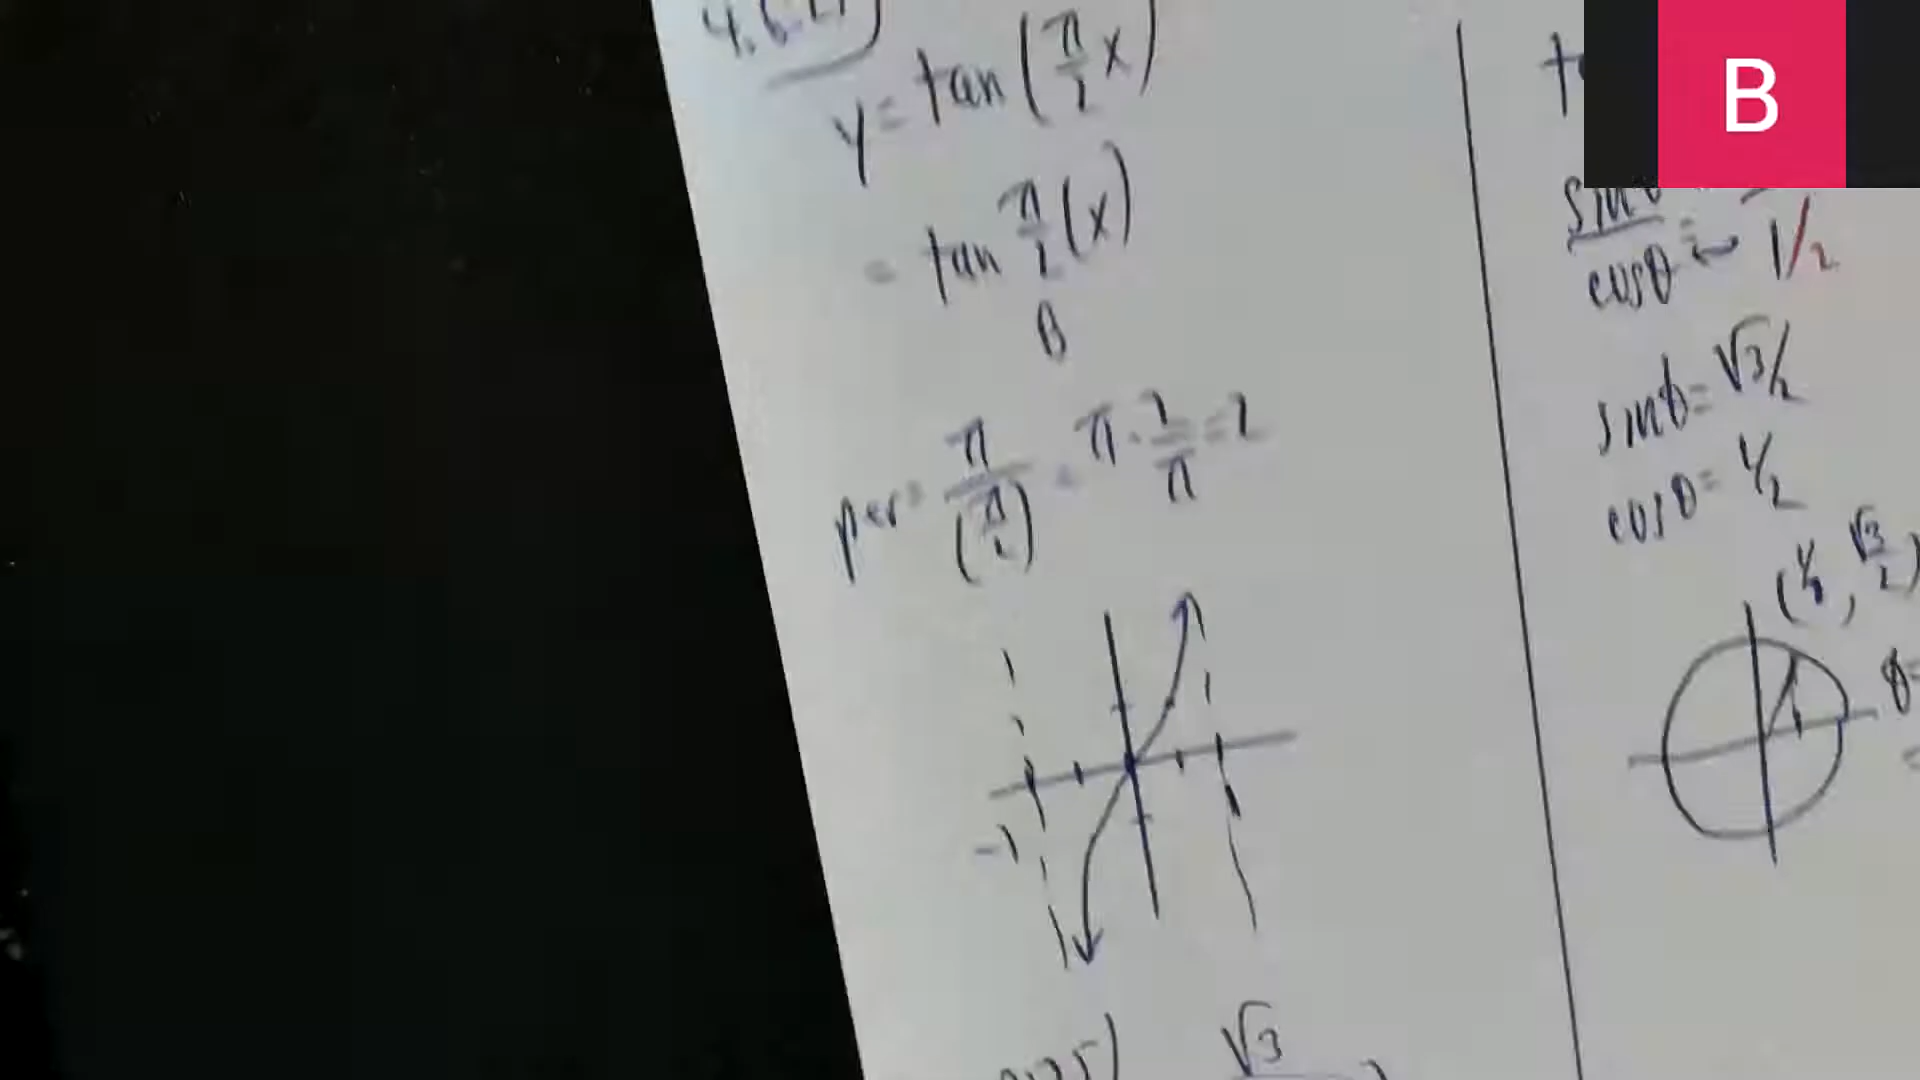 y = tan (π/2 x)
= tan π/2 (x)
B
per = π/(π/2) = π · 2/π = 2
-1
√3
B
sinθ/cosθ = 1/2
sinθ = √3/2
cosθ = 1/2
(1/2, √3/2)
θ=